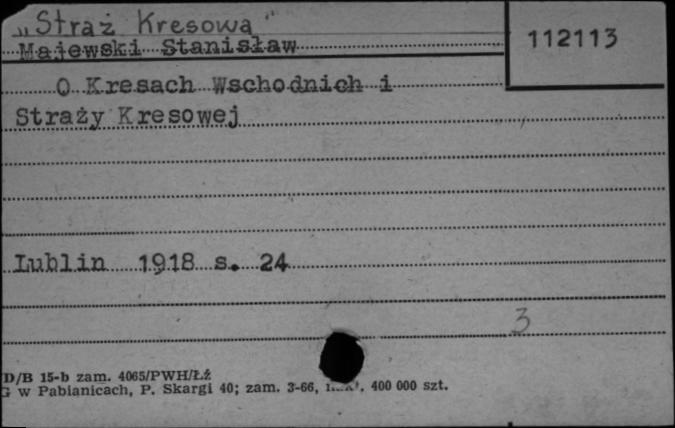 „Straż Kresowa"
112113
Majewski Stanisław
O Kresach Wschodnich i
Straży Kresowej
Lublin 1918 s. 24
3
D/B 15-b zam. 4065/PWH/Łż
G w Pabianicach, P. Skargi 40; zam. 3-66, 400 000 szt.